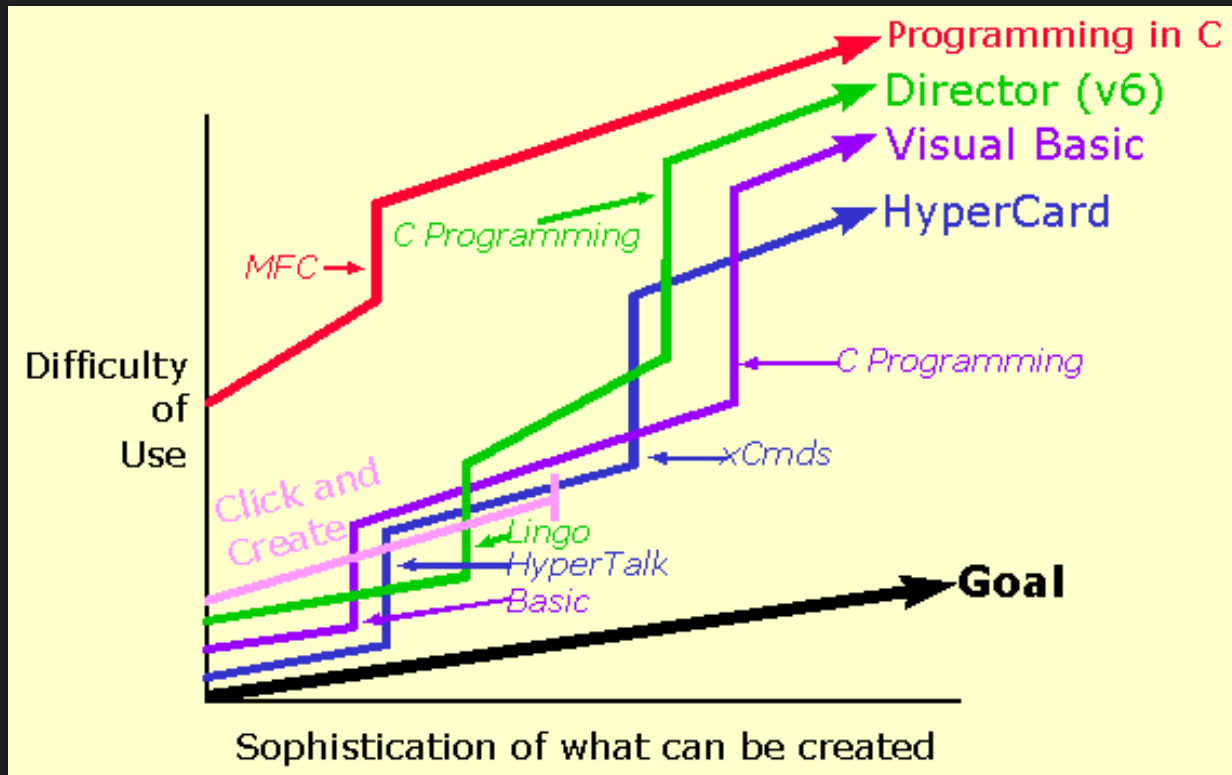 Programming in C
Director (v6)
Visual Basic
HyperCard
C Programming
MFC
Difficulty
of
Use
C Programming
xCmds
Click and
Create
Lingo
HyperTalk
Basic
Goal
Sophistication of what can be created